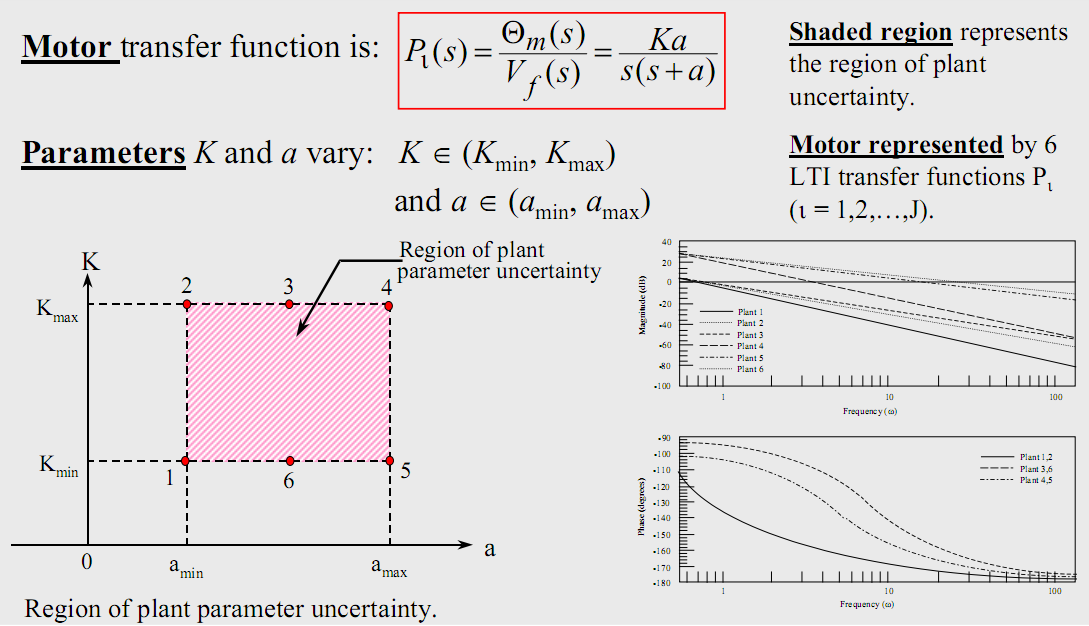 Motor transfer function is: P_ι(s) = Θ_m(s) / V_f(s) = Ka / s(s + a)
Parameters K and a vary: K ∈ (K_min, K_max)
and a ∈ (a_min, a_max)
Shaded region represents
the region of plant
uncertainty.
Motor represented by 6
LTI transfer functions P_ι
(ι = 1,2,…,J).
Region of plant
parameter uncertainty
K
K_max
K_min
2
3
4
1
6
5
0
a_min
a_max
a
Region of plant parameter uncertainty.
Magnitude (dB)
40
20
0
-20
-40
-60
-80
-100
Plant 1
Plant 2
Plant 3
Plant 4
Plant 5
Plant 6
1
10
100
Frequency (ω)
Phase (degrees)
-90
-100
-110
-120
-130
-140
-150
-160
-170
-180
Plant 1,2
Plant 3,6
Plant 4,5
1
10
100
Frequency (ω)